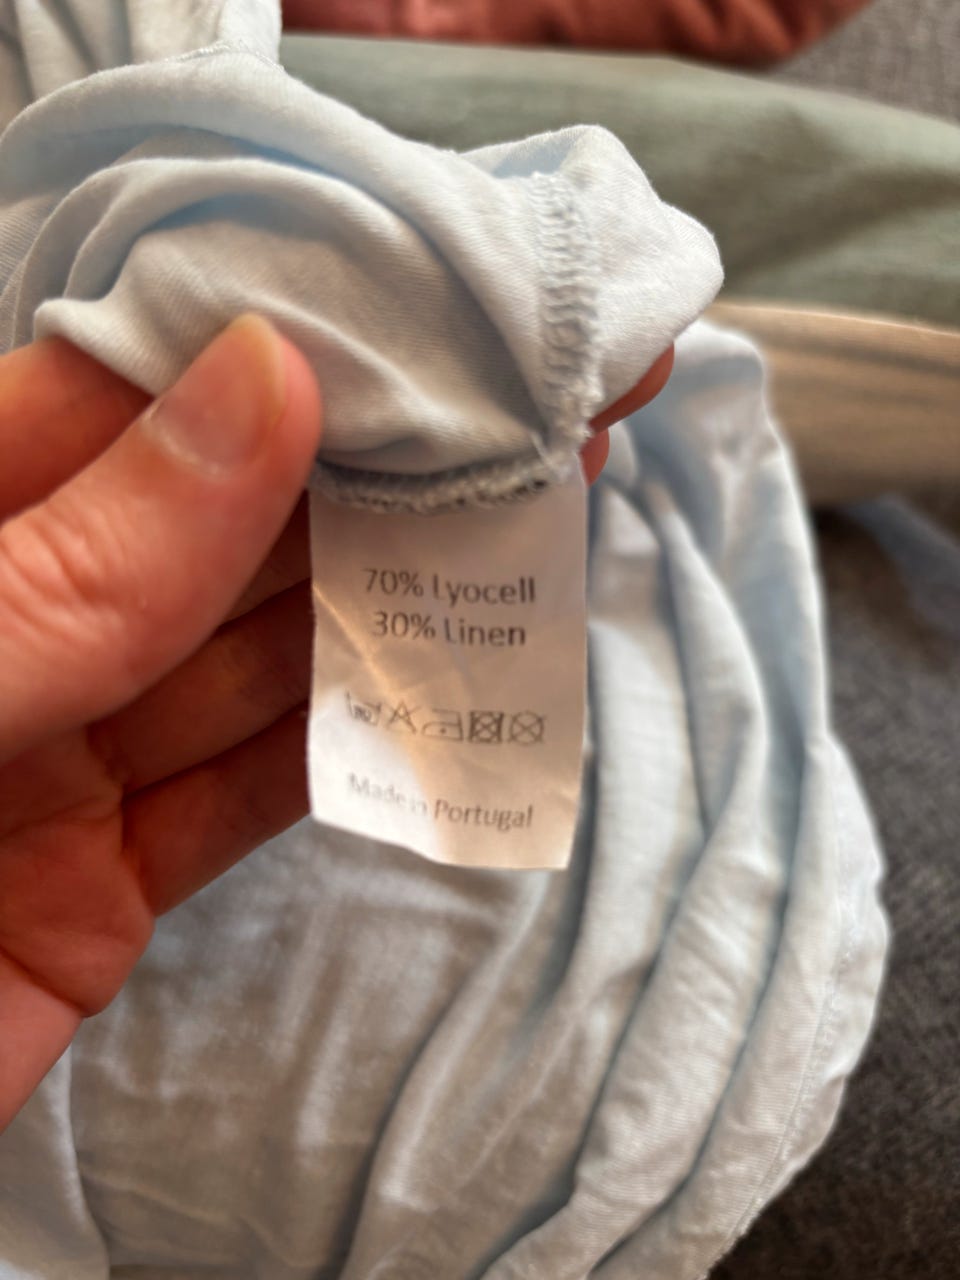 70% Lyocell
30% Linen
Made in Portugal